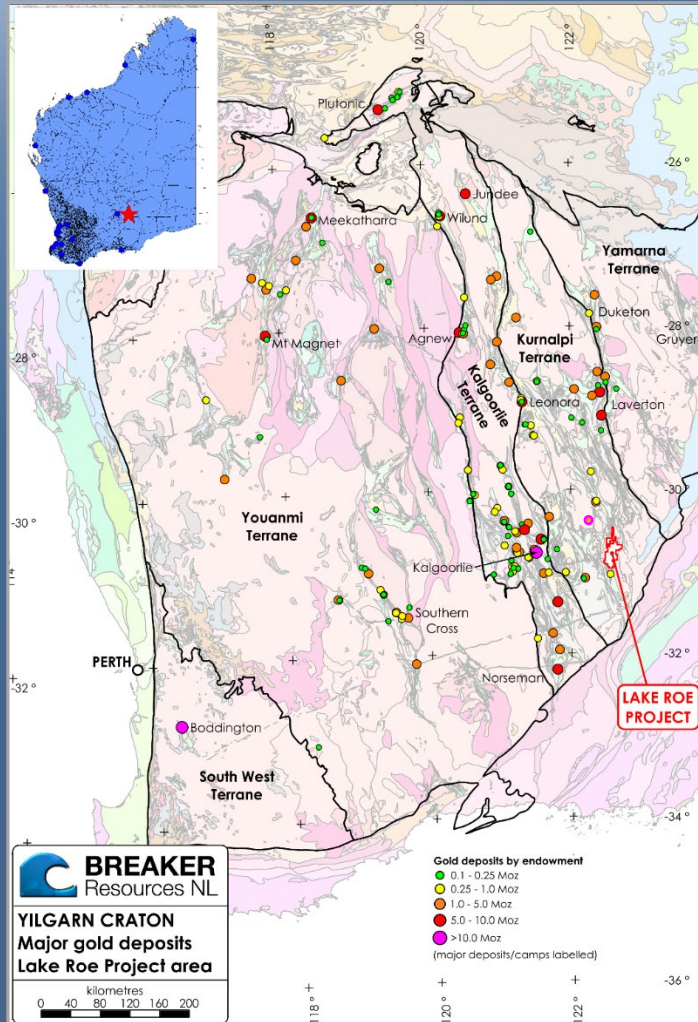 118 °
120 °
122 °
Plutonic
-26 °
Jundee
Meekatharra
Wiluna
Yamarna
Terrane
Duketon
-28 °
Gruyer
Kurnalpi
Terrane
-28 °
Mt Magnet
Agnew
Kalgoorlie
Terrane
Leonora
Laverton
-30 °
Youanmi
Terrane
-30 °
Kalgoorlie
Southern
Cross
PERTH
-32 °
Norseman
-32 °
LAKE ROE
PROJECT
Boddington
South West
Terrane
-34 °
BREAKER
Resources NL
YILGARN CRATON
Major gold deposits
Lake Roe Project area
kilometres
0 40 80 120 160 200
Gold deposits by endowment
0.1 - 0.25 Moz
0.25 - 1.0 Moz
1.0 - 5.0 Moz
5.0 - 10.0 Moz
>10.0 Moz
(major deposits/camps labelled)
-36 °
118 °
120 °
122 °